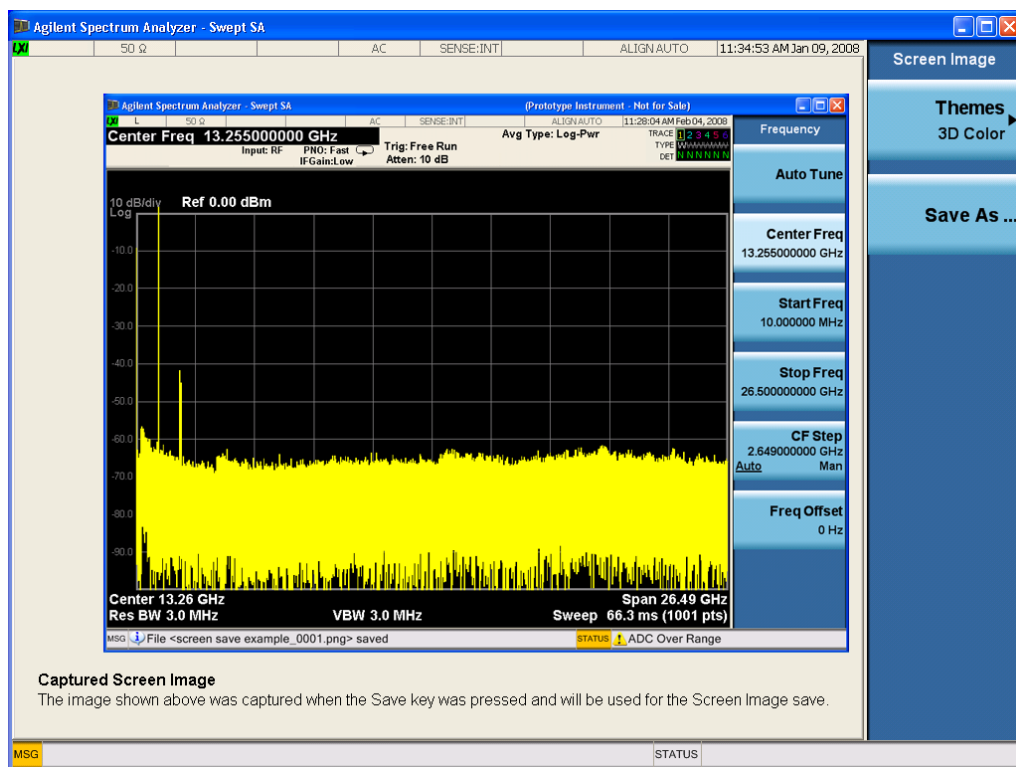 Agilent Spectrum Analyzer - Swept SA
LXI 50 Ω AC SENSE:INT ALIGN AUTO 11:34:53 AM Jan 09, 2008
Screen Image
Themes
3D Color
Save As ...
Agilent Spectrum Analyzer - Swept SA (Prototype Instrument - Not for Sale)
LXI L 50 Ω AC SENSE:INT ALIGNAUTO 11:28:04 AM Feb 04, 2008
Center Freq 13.255000000 GHz
Input: RF
PNO: Fast
IFGain:Low
Trig: Free Run
Atten: 10 dB
Avg Type: Log-Pwr
TRACE 1 2 3 4 5 6
TYPE WWWWWW
DET N N N N N N
10 dB/div
Log
Ref 0.00 dBm
-10.0
-20.0
-30.0
-40.0
-50.0
-60.0
-70.0
-80.0
-90.0
Center 13.26 GHz
Span 26.49 GHz
Res BW 3.0 MHz
VBW 3.0 MHz
Sweep 66.3 ms (1001 pts)
MSG File <screen save example_0001.png> saved
STATUS ADC Over Range
Frequency
Auto Tune
Center Freq
13.255000000 GHz
Start Freq
10.000000 MHz
Stop Freq
26.500000000 GHz
CF Step
2.649000000 GHz
Auto Man
Freq Offset
0 Hz
Captured Screen Image
The image shown above was captured when the Save key was pressed and will be used for the Screen Image save.
MSG
STATUS